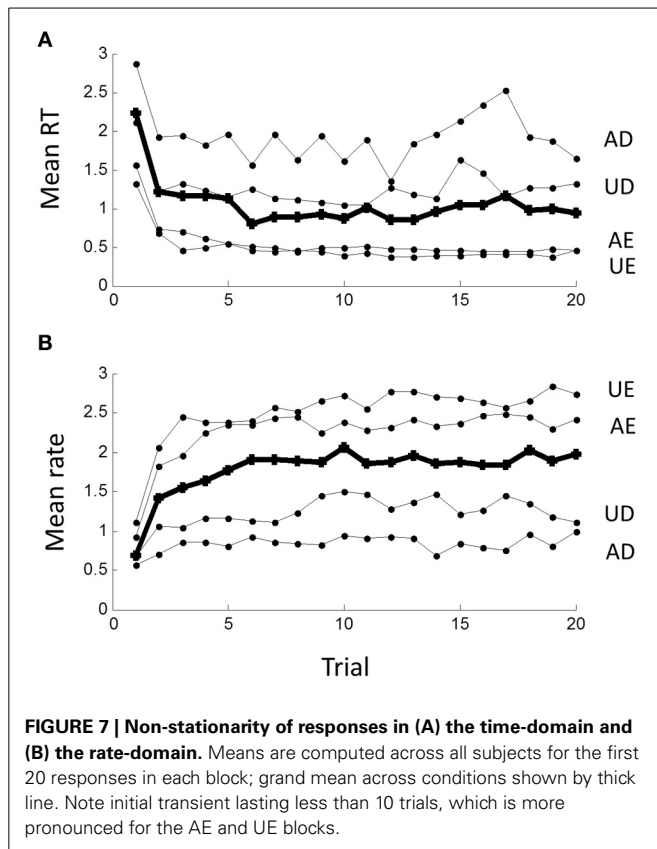 A
3
2.5
2
1.5
1
0.5
0
0
5
10
15
20
Mean RT
AD
UD
AE
UE
B
3
2.5
2
1.5
1
0.5
0
0
5
10
15
20
Mean rate
UE
AE
UD
AD
Trial
FIGURE 7 | Non-stationarity of responses in (A) the time-domain and
(B) the rate-domain. Means are computed across all subjects for the first
20 responses in each block; grand mean across conditions shown by thick
line. Note initial transient lasting less than 10 trials, which is more
pronounced for the AE and UE blocks.